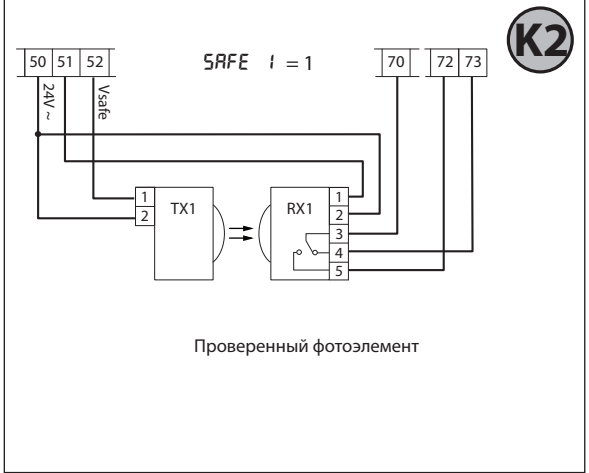 K2
50 51 52 SAFE 1 = 1 70 72 73
24V ~ Vsafe
1 TX1 RX1 1
2 2
3
4
5
Проверенный фотоэлемент